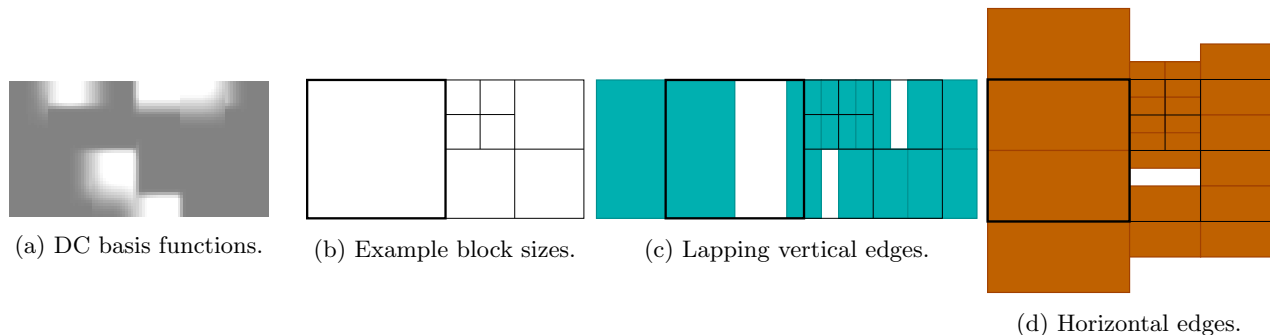 (a) DC basis functions.
(b) Example block sizes.
(c) Lapping vertical edges.
(d) Horizontal edges.